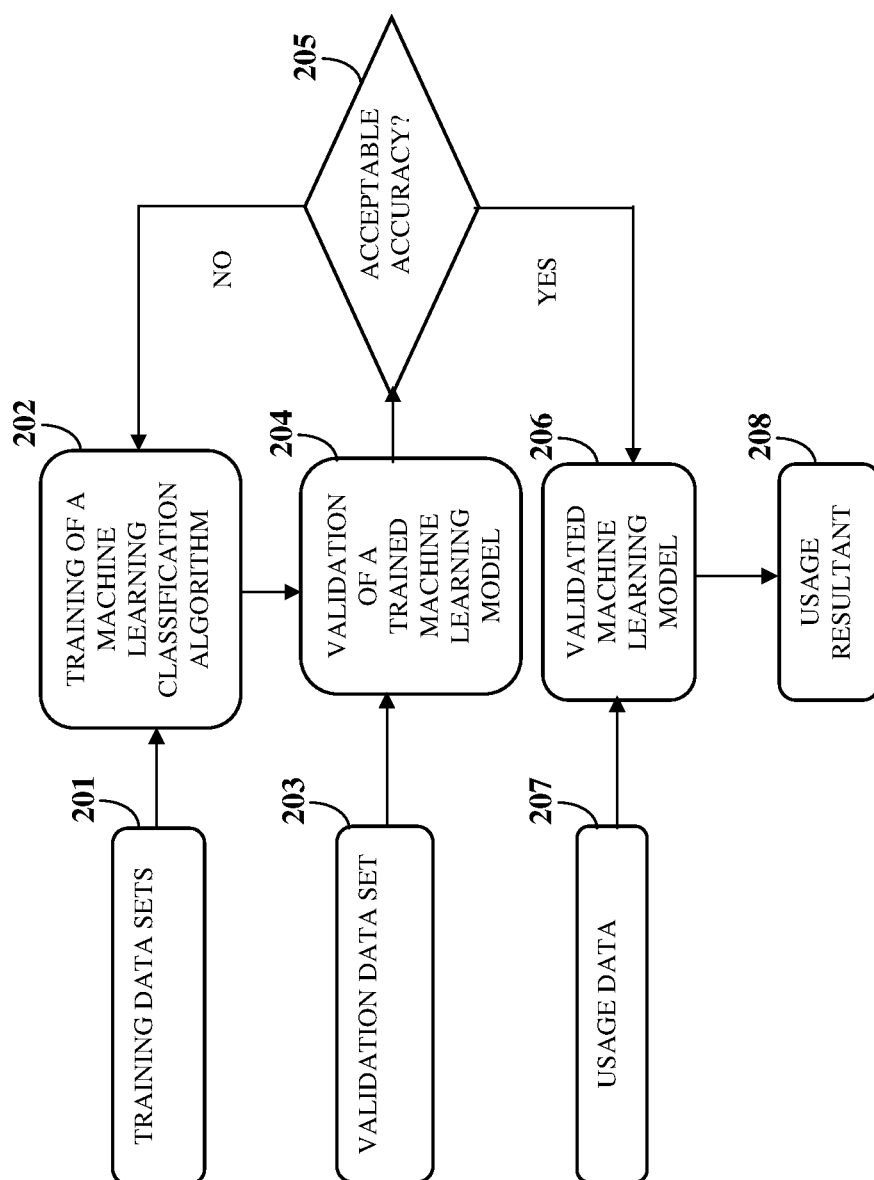 201
TRAINING DATA SETS
202
TRAINING OF A
MACHINE
LEARNING
CLASSIFICATION
ALGORITHM
NO
203
VALIDATION DATA SET
204
VALIDATION
OF A
TRAINED
MACHINE
LEARNING
MODEL
205
ACCEPTABLE
ACCURACY?
YES
207
USAGE DATA
206
VALIDATED
MACHINE
LEARNING
MODEL
208
USAGE
RESULTANT